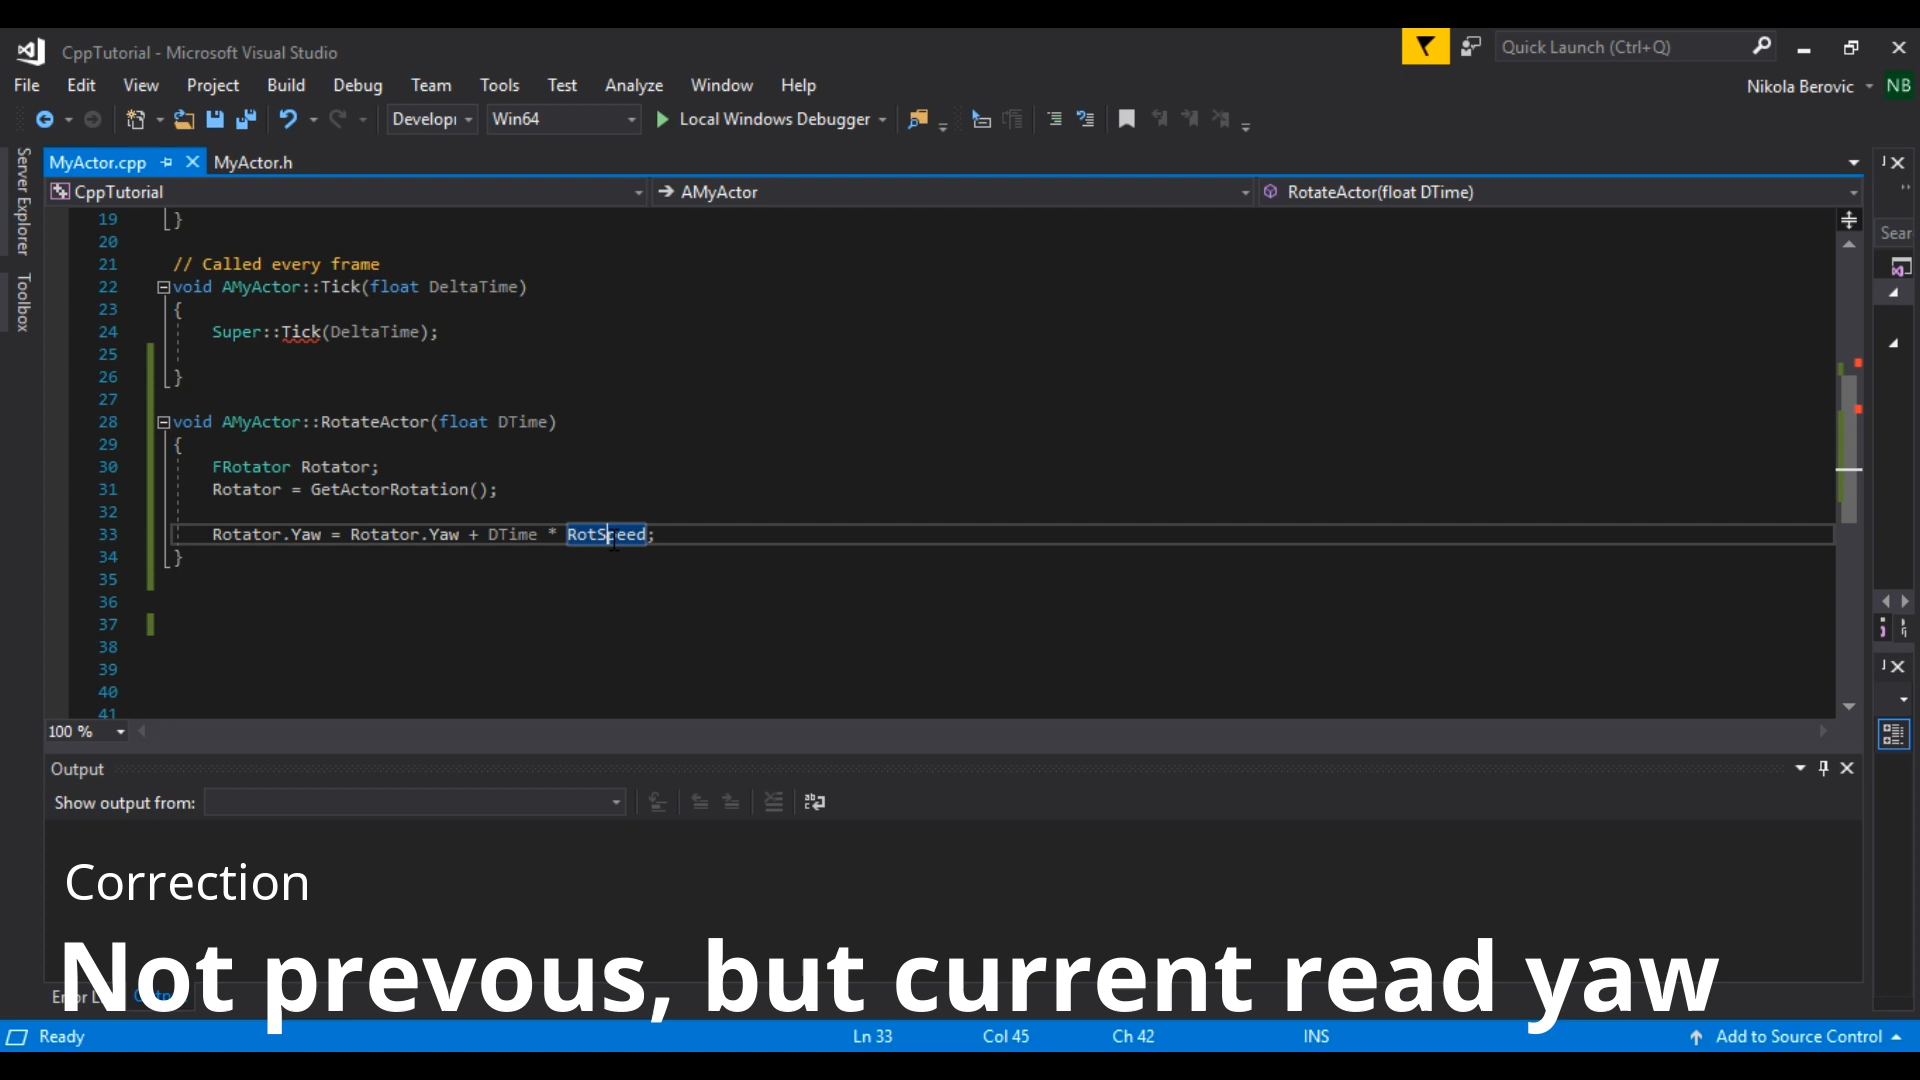 CppTutorial - Microsoft Visual Studio
Quick Launch (Ctrl+Q)
File Edit View Project Build Debug Team Tools Test Analyze Window Help
Nikola Berovic NB
Win64 Local Windows Debugger
Server Explorer
Toolbox
MyActor.cpp MyActor.h
CppTutorial AMyActor RotateActor(float DTime)
19 }
20
21 // Called every frame
22 void AMyActor::Tick(float DeltaTime)
23 {
24 Super::Tick(DeltaTime);
25
26 }
27
28 void AMyActor::RotateActor(float DTime)
29 {
30 FRotator Rotator;
31 Rotator = GetActorRotation();
32
33 Rotator.Yaw = Rotator.Yaw + DTime * RotSpeed;
34 }
35
36
37
38
39
40
41
100 %
Output
Show output from:
Correction
Not prevous, but current read yaw
Ready Ln 33 Col 45 Ch 42 INS Add to Source Control